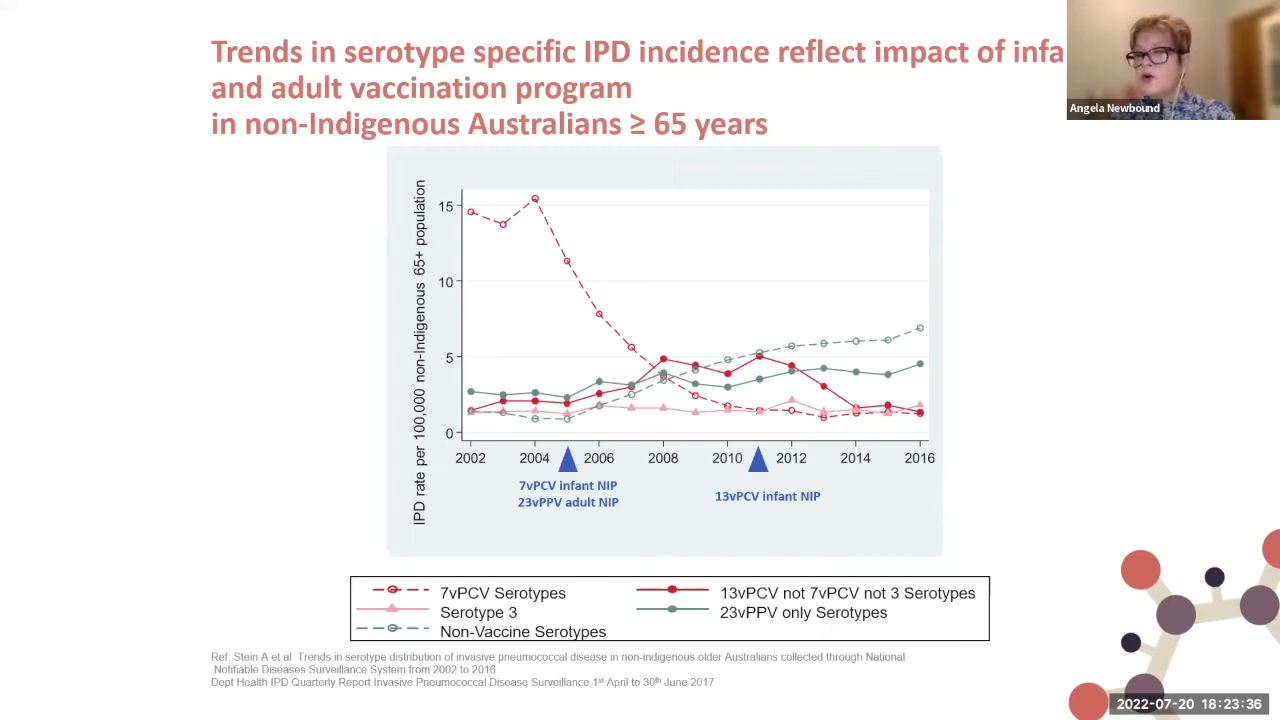 Trends in serotype specific IPD incidence reflect impact of infa
and adult vaccination program
in non-Indigenous Australians ≥ 65 years
Angela Newbound
IPD rate per 100,000 non-Indigenous 65+ population
15
10
5
0
2002 2004 2006 2008 2010 2012 2014 2016
7vPCV infant NIP
23vPPV adult NIP
13vPCV infant NIP
7vPCV Serotypes
13vPCV not 7vPCV not 3 Serotypes
Serotype 3
23vPPV only Serotypes
Non-Vaccine Serotypes
Ref: Stein A et al Trends in serotype distribution of invasive pneumococcal disease in non-indigenous older Australians collected through National
Notifiable Diseases Surveillance System from 2002 to 2016
Dept Health IPD Quarterly Report Invasive Pneumococcal Disease Surveillance 1st April to 30th June 2017
2022-07-20 18:23:36